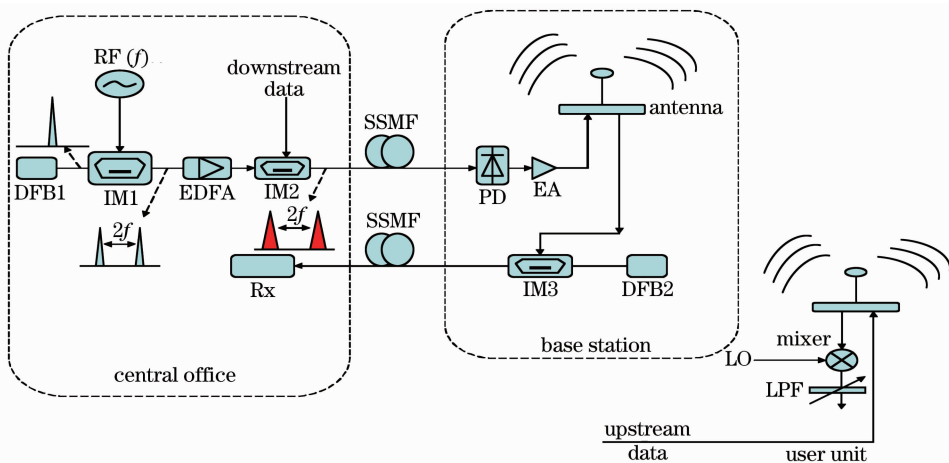 RF (f)
downstream
data
SSMF
antenna
DFB1
IM1
EDFA
IM2
PD
EA
2f
2f
SSMF
Rx
IM3
DFB2
base station
central office
mixer
LO
LPF
upstream
data
user unit